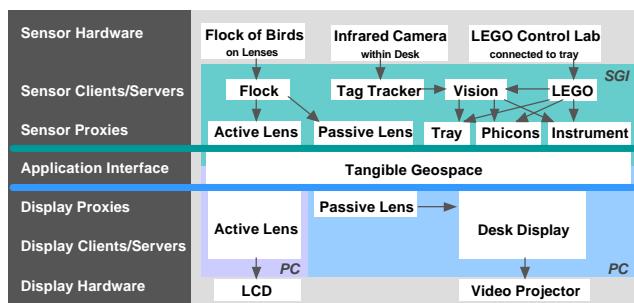 Sensor Hardware
Flock of Birds
on Lenses
Infrared Camera
within Desk
LEGO Control Lab
connected to tray
SGI
Sensor Clients/Servers
Flock
Tag Tracker
Vision
LEGO
Sensor Proxies
Active Lens
Passive Lens
Tray
Phicons
Instrument
Application Interface
Tangible Geospace
Display Proxies
Passive Lens
Active Lens
Desk Display
Display Clients/Servers
PC
PC
Display Hardware
LCD
Video Projector